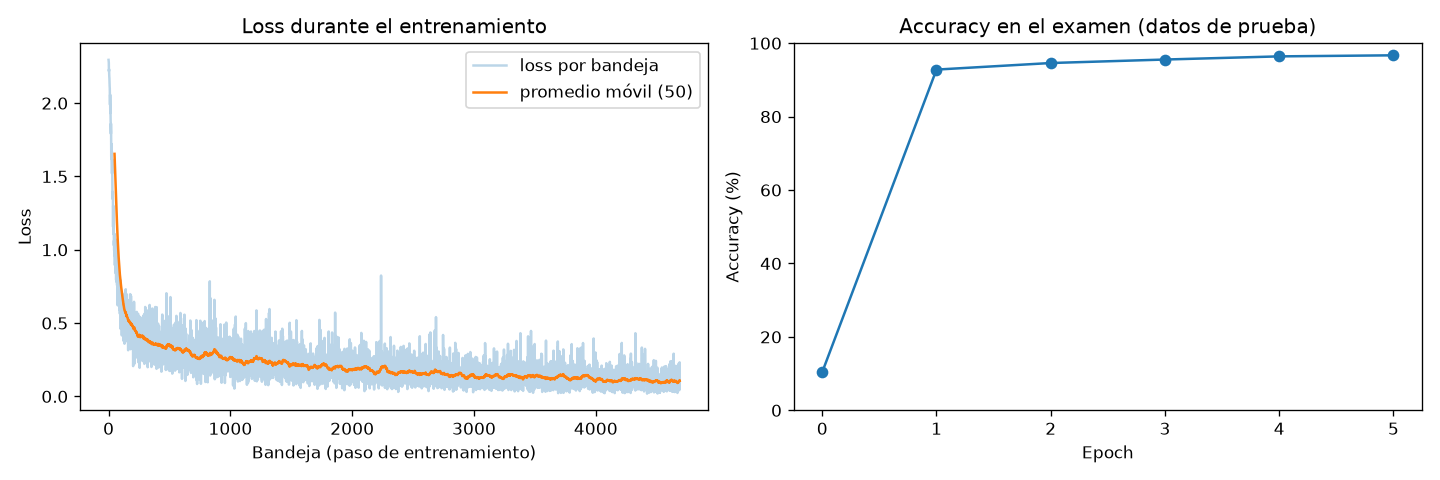 Loss durante el entrenamiento
loss por bandeja
promedio móvil (50)
Loss
2.0
1.5
1.0
0.5
0.0
0 1000 2000 3000 4000
Bandeja (paso de entrenamiento)
Accuracy en el examen (datos de prueba)
Accuracy (%)
100
80
60
40
20
0
0 1 2 3 4 5
Epoch